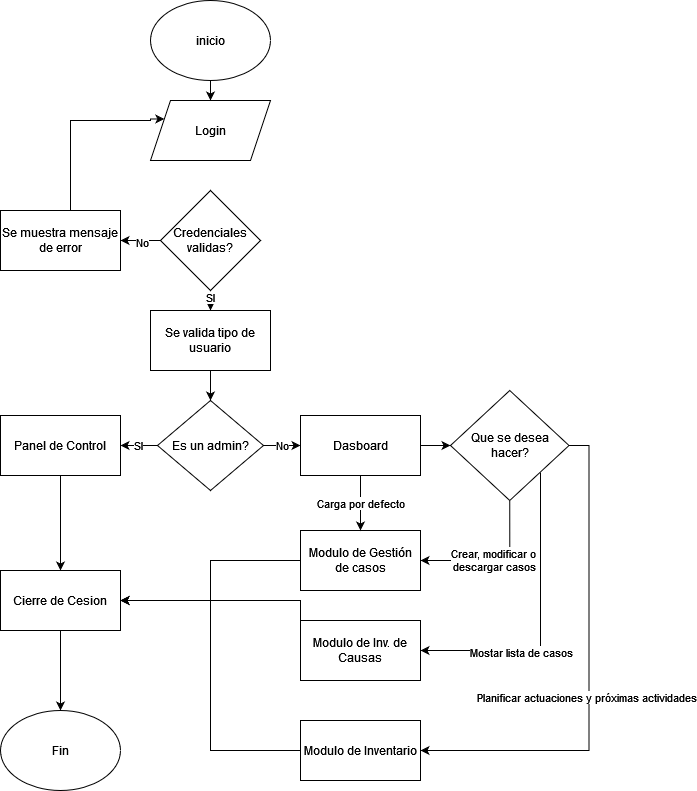 inicio
Login
Credenciales
validas?
Se muestra mensaje
de error
No
SI
Se valida tipo de
usuario
Panel de Control
SI
Es un admin?
No
Dasboard
Que se desea
hacer?
Carga por defecto
Modulo de Gestión
de casos
Crear, modificar o
descargar casos
Cierre de Cesion
Modulo de Inv. de
Causas
Mostar lista de casos
Planificar actuaciones y próximas actividades
Fin
Modulo de Inventario